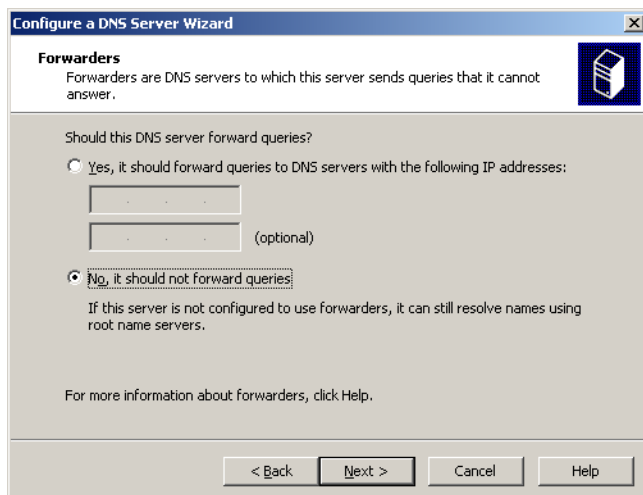 Configure a DNS Server Wizard
Forwarders
Forwarders are DNS servers to which this server sends queries that it cannot
answer.
Should this DNS server forward queries?
Yes, it should forward queries to DNS servers with the following IP addresses:
(optional)
No, it should not forward queries
If this server is not configured to use forwarders, it can still resolve names using
root name servers.
For more information about forwarders, click Help.
< Back Next > Cancel Help